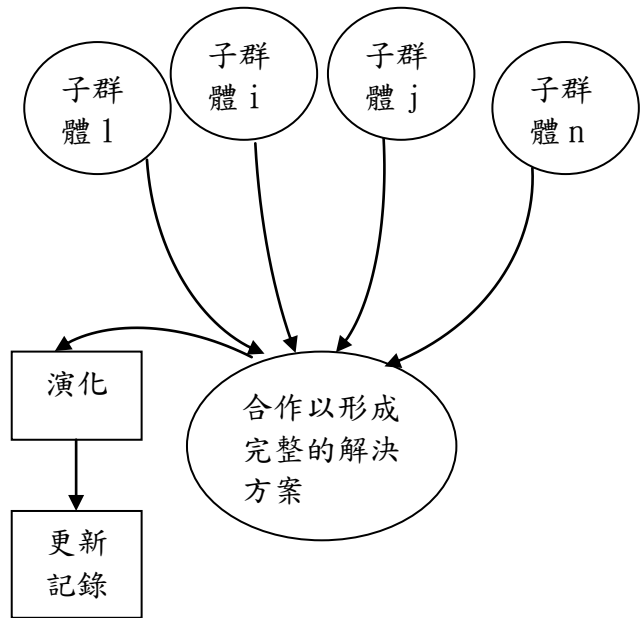 子群
體 1
子群
體 i
子群
體 j
子群
體 n
演化
合作以形成
完整的解決
方案
更新
記錄